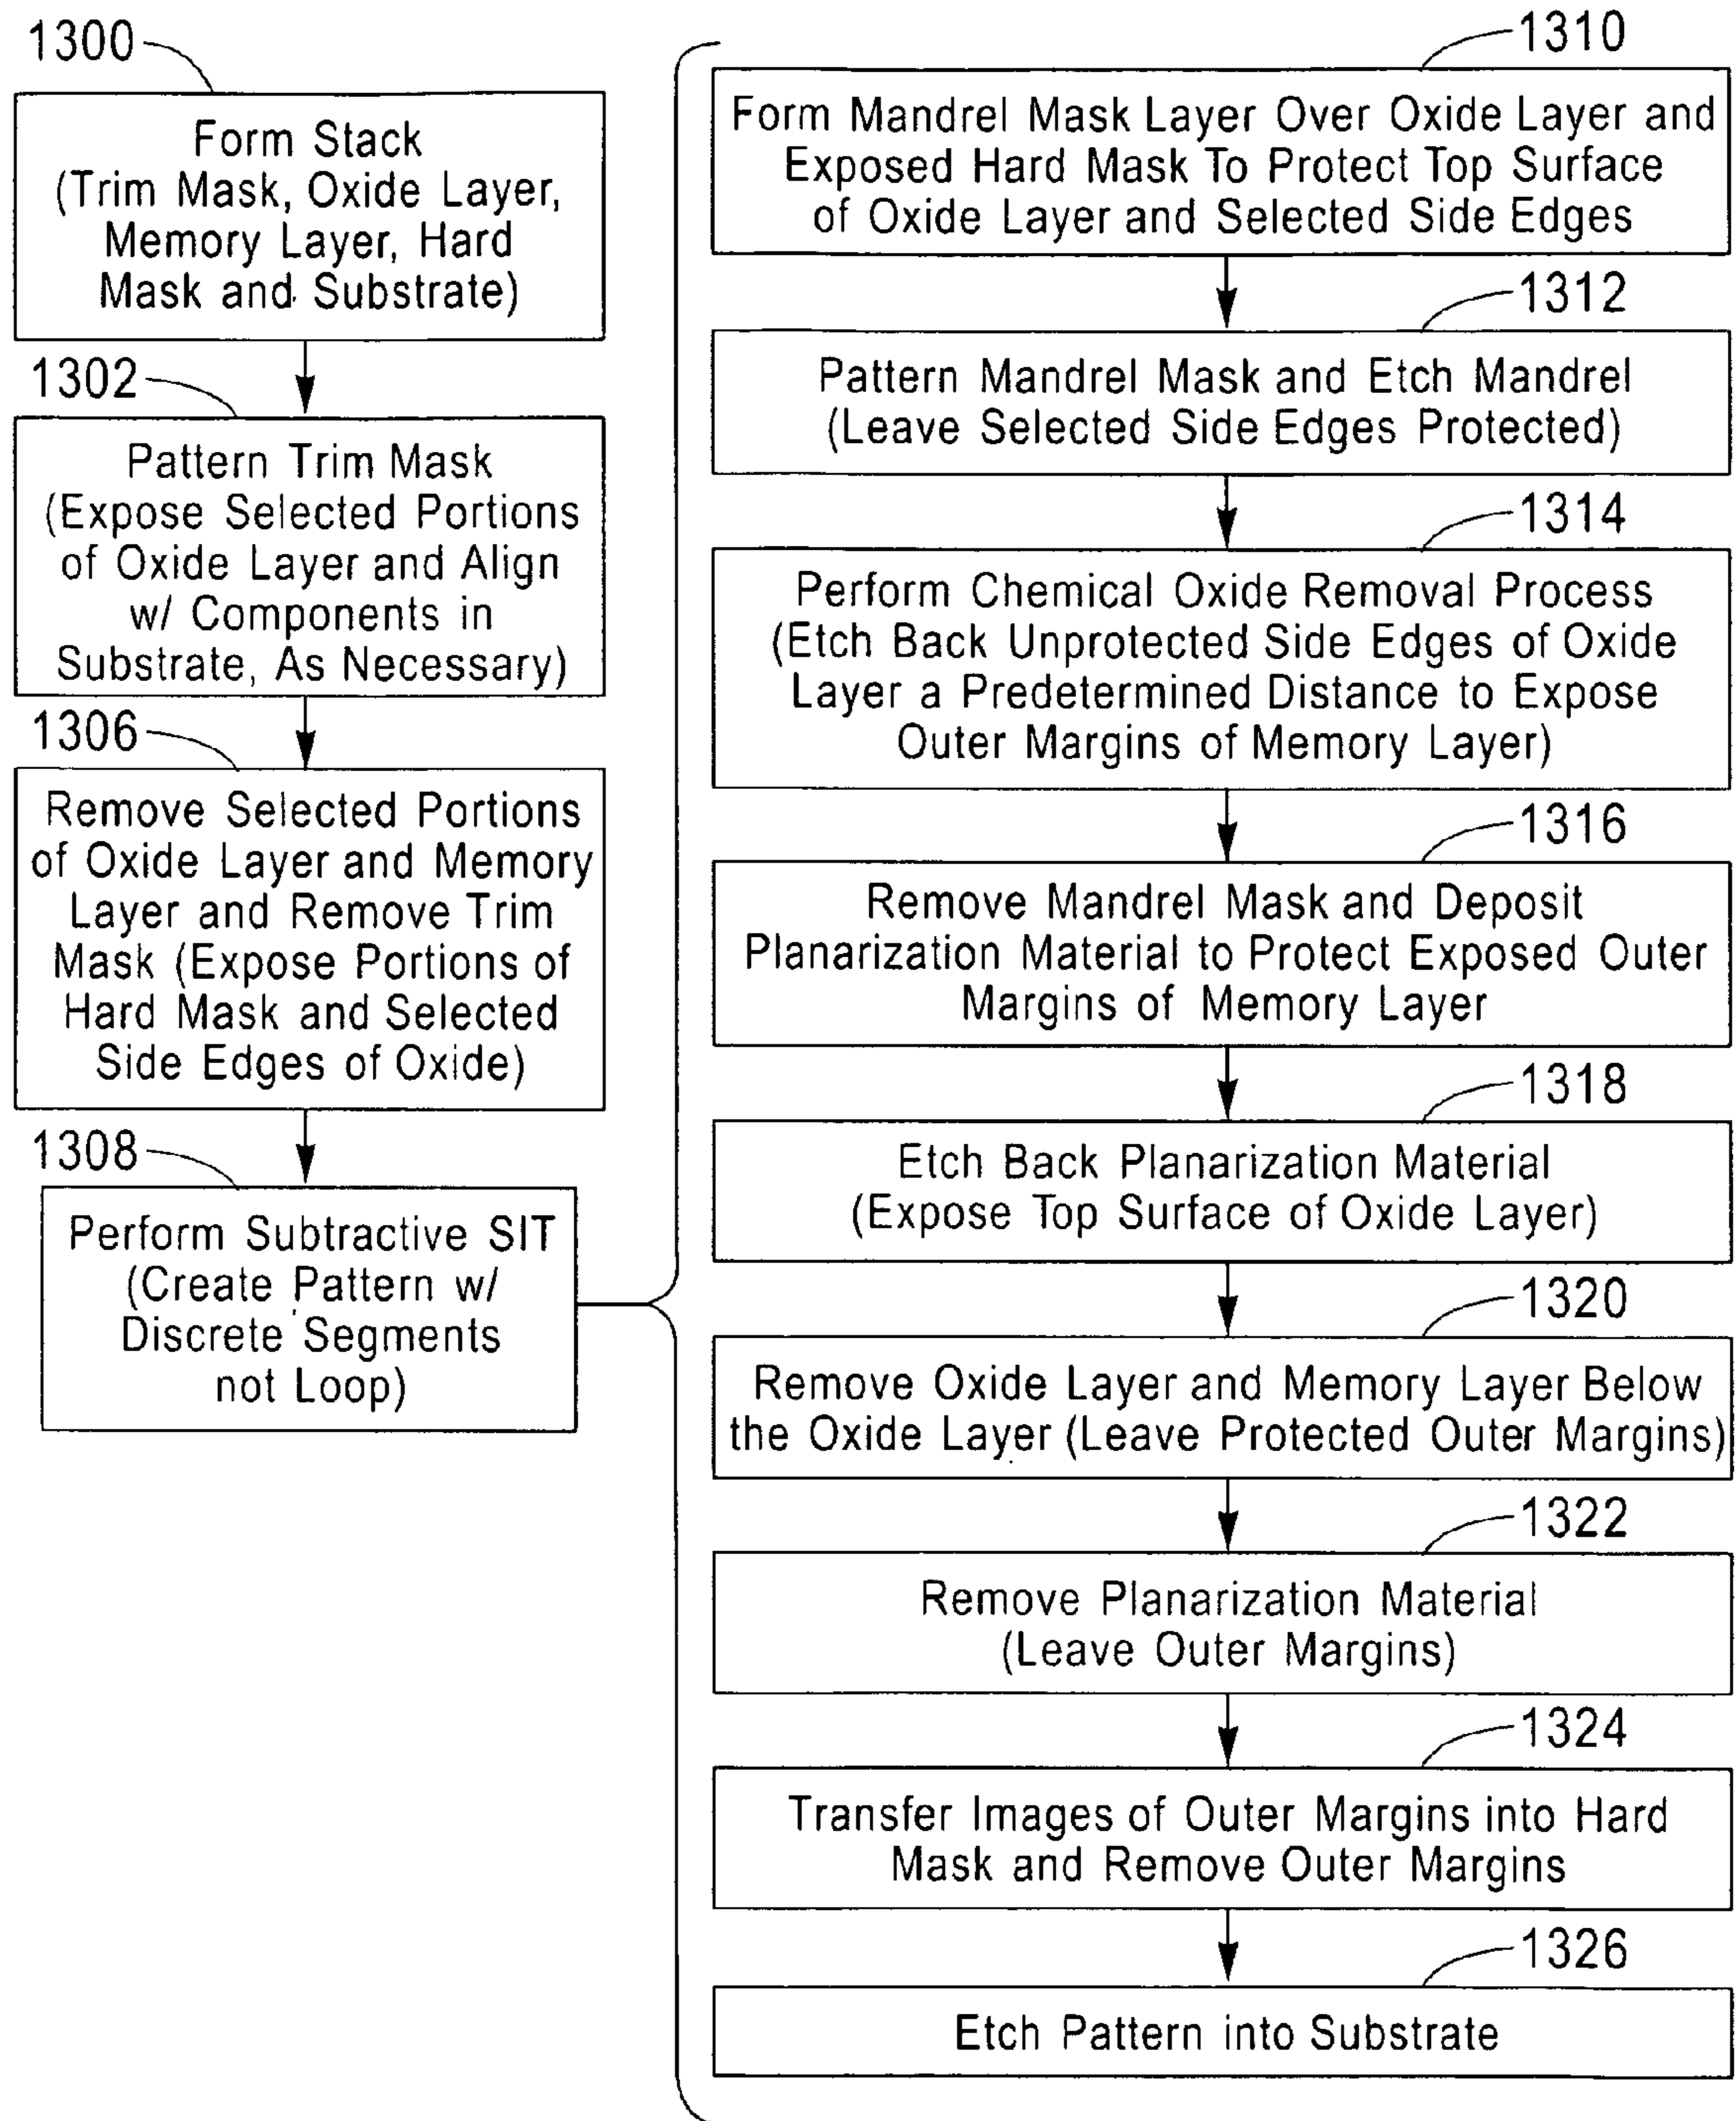 1300
Form Stack
(Trim Mask, Oxide Layer,
Memory Layer, Hard
Mask and Substrate)
1302
Pattern Trim Mask
(Expose Selected Portions
of Oxide Layer and Align
w/ Components in
Substrate, As Necessary)
1306
Remove Selected Portions
of Oxide Layer and Memory
Layer and Remove Trim
Mask (Expose Portions of
Hard Mask and Selected
Side Edges of Oxide)
1308
Perform Subtractive SIT
(Create Pattern w/
Discrete Segments
not Loop)
1310
Form Mandrel Mask Layer Over Oxide Layer and
Exposed Hard Mask To Protect Top Surface
of Oxide Layer and Selected Side Edges
1312
Pattern Mandrel Mask and Etch Mandrel
(Leave Selected Side Edges Protected)
1314
Perform Chemical Oxide Removal Process
(Etch Back Unprotected Side Edges of Oxide
Layer a Predetermined Distance to Expose
Outer Margins of Memory Layer)
1316
Remove Mandrel Mask and Deposit
Planarization Material to Protect Exposed Outer
Margins of Memory Layer
1318
Etch Back Planarization Material
(Expose Top Surface of Oxide Layer)
1320
Remove Oxide Layer and Memory Layer Below
the Oxide Layer (Leave Protected Outer Margins)
1322
Remove Planarization Material
(Leave Outer Margins)
1324
Transfer Images of Outer Margins into Hard
Mask and Remove Outer Margins
1326
Etch Pattern into Substrate